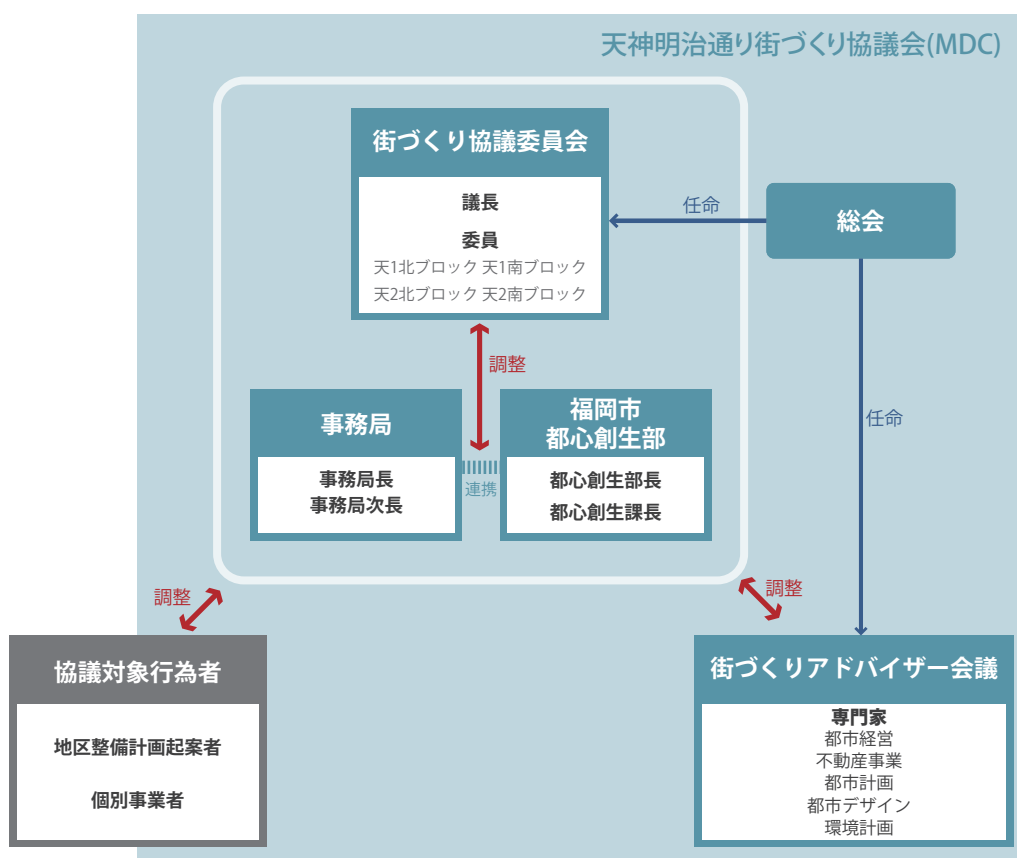 天神明治通り街づくり協議会(MDC)
街づくり協議委員会
議長
委員
天1北ブロック 天1南ブロック
天2北ブロック 天2南ブロック
任命
総会
調整
事務局
事務局長
事務局次長
連携
福岡市
都心創生部
都心創生部長
都心創生課長
任命
調整
調整
協議対象行為者
地区整備計画起案者
個別事業者
街づくりアドバイザー会議
専門家
都市経営
不動産事業
都市計画
都市デザイン
環境計画